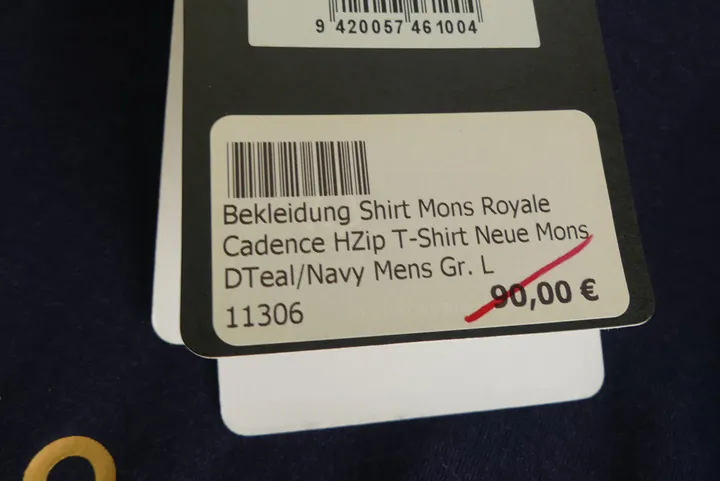 9 420057 461004
Bekleidung Shirt Mons Royale
Cadence HZip T-Shirt Neue Mons
DTeal/Navy Mens Gr. L
11306
90,00 €